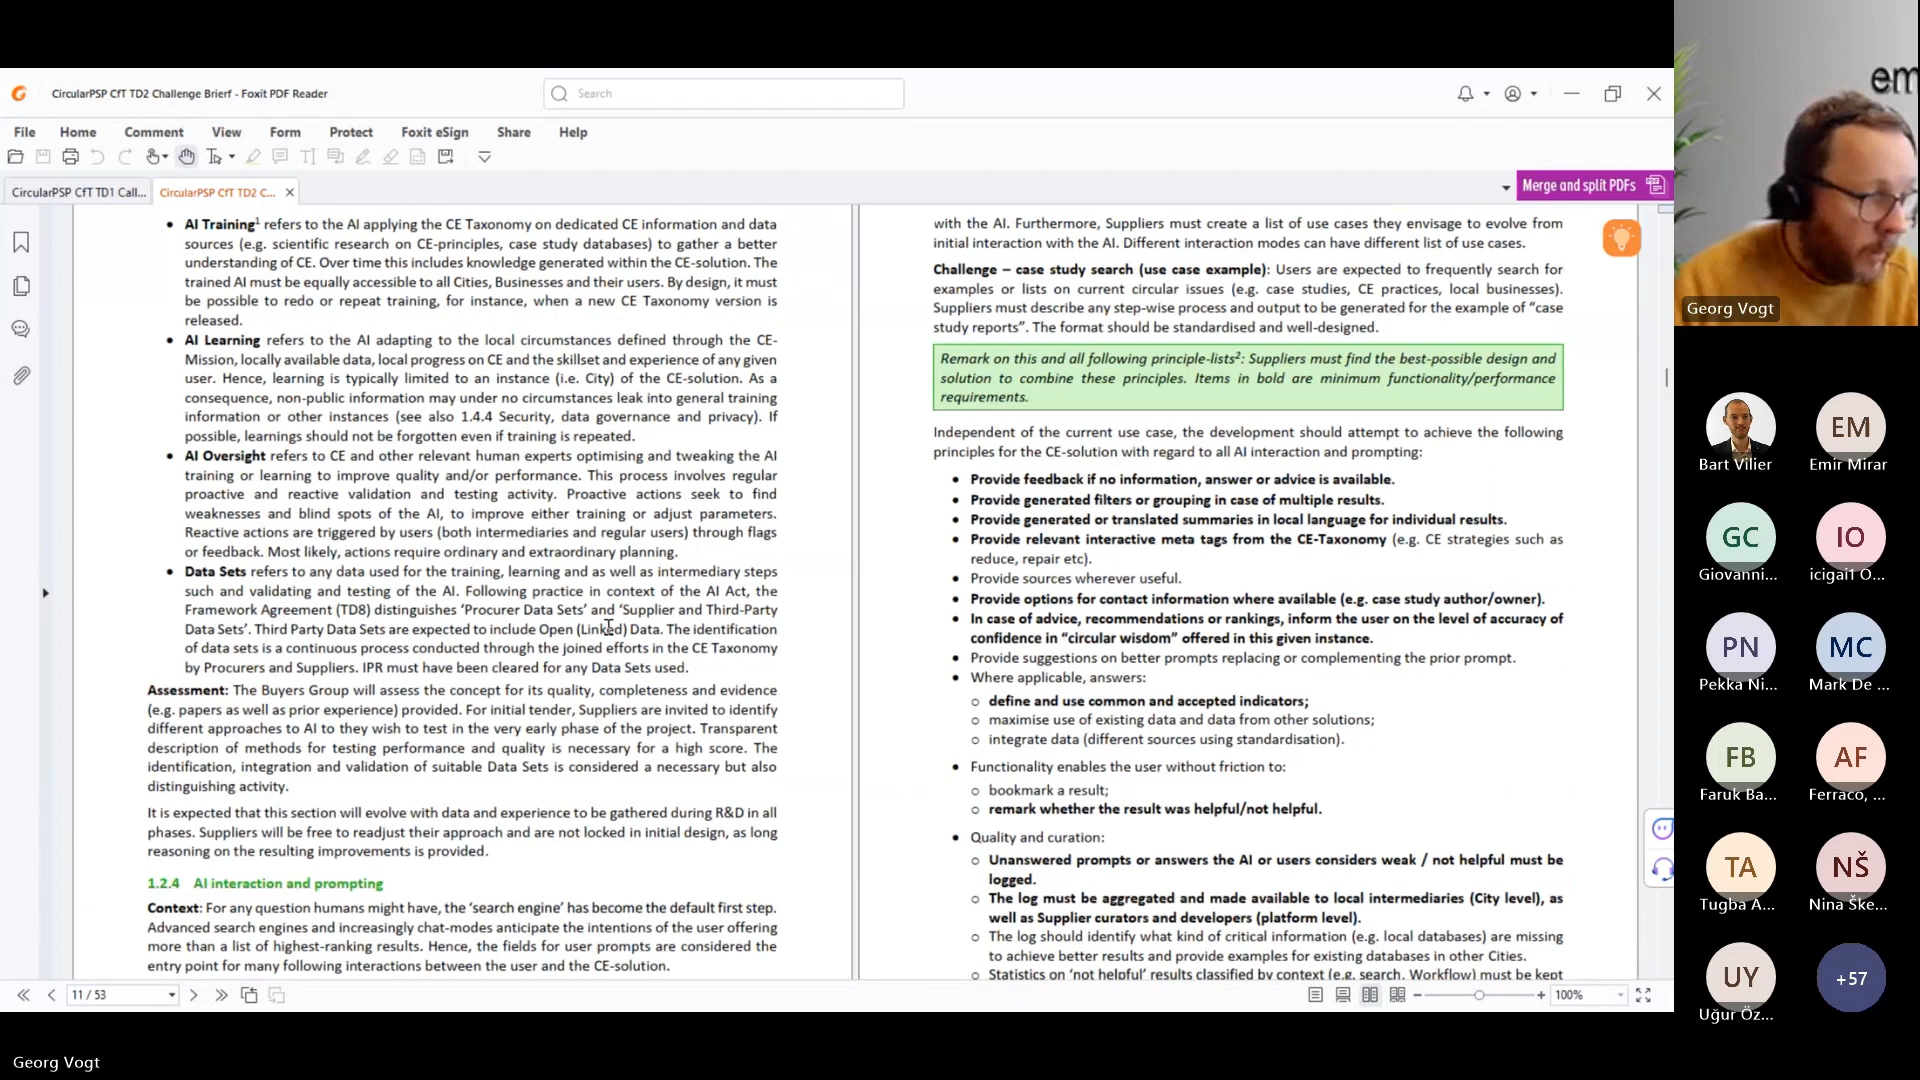 CircularPSP CfT TD2 Challenge Brierf - Foxit PDF Reader
Search
File Home Comment View Form Protect Foxit eSign Share Help
CircularPSP CfT TD1 Call...
CircularPSP CfT TD2 C...
Merge and split PDFs
• AI Training1 refers to the AI applying the CE Taxonomy on dedicated CE information and data
sources (e.g. scientific research on CE-principles, case study databases) to gather a better
understanding of CE. Over time this includes knowledge generated within the CE-solution. The
trained AI must be equally accessible to all Cities, Businesses and their users. By design, it must
be possible to redo or repeat training, for instance, when a new CE Taxonomy version is
released.
• AI Learning refers to the AI adapting to the local circumstances defined through the CE-
Mission, locally available data, local progress on CE and the skillset and experience of any given
user. Hence, learning is typically limited to an instance (i.e. City) of the CE-solution. As a
consequence, non-public information may under no circumstances leak into general training
information or other instances (see also 1.4.4 Security, data governance and privacy). If
possible, learnings should not be forgotten even if training is repeated.
• AI Oversight refers to CE and other relevant human experts optimising and tweaking the AI
training or learning to improve quality and/or performance. This process involves regular
proactive and reactive validation and testing activity. Proactive actions seek to find
weaknesses and blind spots of the AI, to improve either training or adjust parameters.
Reactive actions are triggered by users (both intermediaries and regular users) through flags
or feedback. Most likely, actions require ordinary and extraordinary planning.
• Data Sets refers to any data used for the training, learning and as well as intermediary steps
such and validating and testing of the AI. Following practice in context of the AI Act, the
Framework Agreement (TD8) distinguishes ‘Procurer Data Sets’ and ‘Supplier and Third-Party
Data Sets’. Third Party Data Sets are expected to include Open (Linked) Data. The identification
of data sets is a continuous process conducted through the joined efforts in the CE Taxonomy
by Procurers and Suppliers. IPR must have been cleared for any Data Sets used.
Assessment: The Buyers Group will assess the concept for its quality, completeness and evidence
(e.g. papers as well as prior experience) provided. For initial tender, Suppliers are invited to identify
different approaches to AI to they wish to test in the very early phase of the project. Transparent
description of methods for testing performance and quality is necessary for a high score. The
identification, integration and validation of suitable Data Sets is considered a necessary but also
distinguishing activity.
It is expected that this section will evolve with data and experience to be gathered during R&D in all
phases. Suppliers will be free to readjust their approach and are not locked in initial design, as long
reasoning on the resulting improvements is provided.
1.2.4 AI interaction and prompting
Context: For any question humans might have, the ‘search engine’ has become the default first step.
Advanced search engines and increasingly chat-modes anticipate the intentions of the user offering
more than a list of highest-ranking results. Hence, the fields for user prompts are considered the
entry point for many following interactions between the user and the CE-solution.
with the AI. Furthermore, Suppliers must create a list of use cases they envisage to evolve from
initial interaction with the AI. Different interaction modes can have different list of use cases.
Challenge – case study search (use case example): Users are expected to frequently search for
examples or lists on current circular issues (e.g. case studies, CE practices, local businesses).
Suppliers must describe any step-wise process and output to be generated for the example of “case
study reports”. The format should be standardised and well-designed.
Remark on this and all following principle-lists2: Suppliers must find the best-possible design and
solution to combine these principles. Items in bold are minimum functionality/performance
requirements.
Independent of the current use case, the development should attempt to achieve the following
principles for the CE-solution with regard to all AI interaction and prompting:
• Provide feedback if no information, answer or advice is available.
• Provide generated filters or grouping in case of multiple results.
• Provide generated or translated summaries in local language for individual results.
• Provide relevant interactive meta tags from the CE-Taxonomy (e.g. CE strategies such as
reduce, repair etc).
• Provide sources wherever useful.
• Provide options for contact information where available (e.g. case study author/owner).
• In case of advice, recommendations or rankings, inform the user on the level of accuracy of
confidence in “circular wisdom” offered in this given instance.
• Provide suggestions on better prompts replacing or complementing the prior prompt.
• Where applicable, answers:
○ define and use common and accepted indicators;
○ maximise use of existing data and data from other solutions;
○ integrate data (different sources using standardisation).
• Functionality enables the user without friction to:
○ bookmark a result;
○ remark whether the result was helpful/not helpful.
• Quality and curation:
○ Unanswered prompts or answers the AI or users considers weak / not helpful must be
logged.
○ The log must be aggregated and made available to local intermediaries (City level), as
well as Supplier curators and developers (platform level).
○ The log should identify what kind of critical information (e.g. local databases) are missing
to achieve better results and provide examples for existing databases in other Cities.
○ Statistics on ‘not helpful’ results classified by context (e.g. search, Workflow) must be kept
11 / 53
100%
em
Georg Vogt
Bart Vilier
EM
Emir Mirar
GC
Giovanni...
IO
icigai1 O...
PN
Pekka Ni...
MC
Mark De ...
FB
Faruk Ba...
AF
Ferraco, ...
TA
Tugba A...
NŠ
Nina Ške...
UY
Uğur Öz...
+57
Georg Vogt